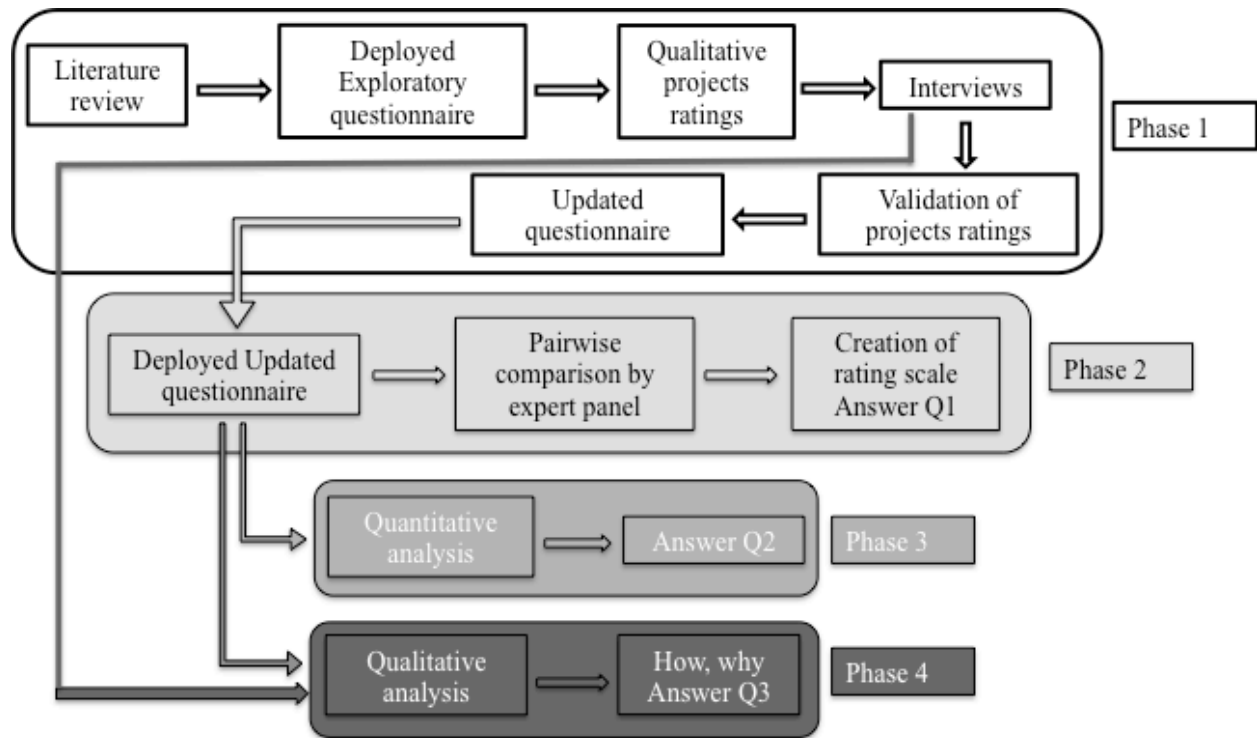 Literature
review
Deployed
Exploratory
questionnaire
Qualitative
projects
ratings
Interviews
Phase 1
Validation of
projects ratings
Updated
questionnaire
Deployed Updated
questionnaire
Pairwise
comparison by
expert panel
Creation of
rating scale
Answer Q1
Phase 2
Quantitative
analysis
Answer Q2
Phase 3
Qualitative
analysis
How, why
Answer Q3
Phase 4